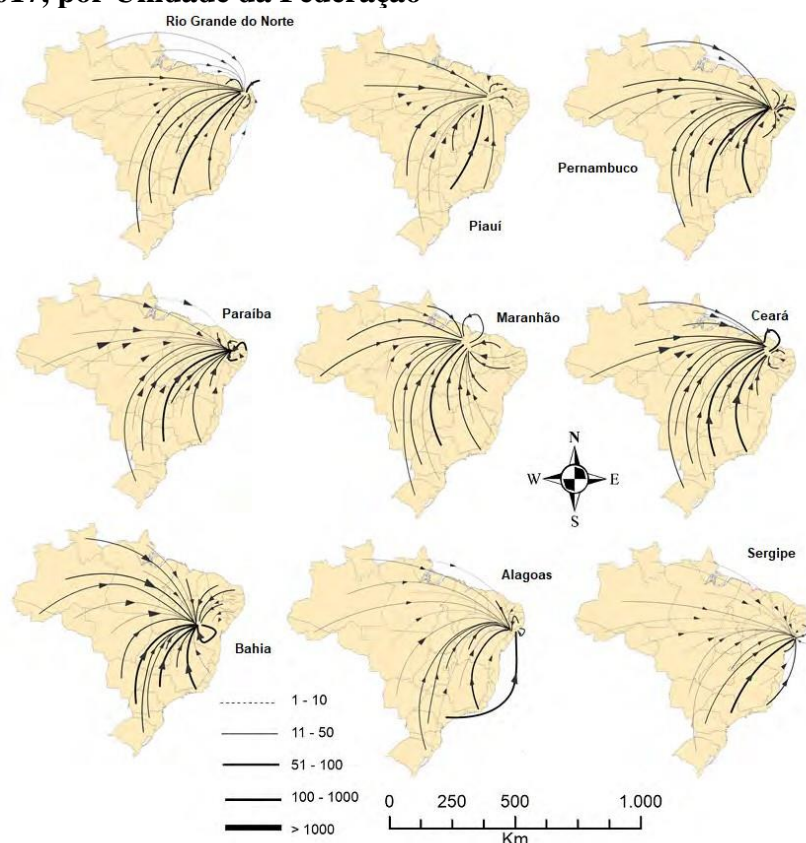 017, por Unidade da Federação
Rio Grande do Norte
Piauí
Pernambuco
Paraíba
Maranhão
Ceará
N
W E
S
Bahia
Alagoas
Sergipe
1 - 10
11 - 50
51 - 100
100 - 1000
> 1000
0 250 500 1.000
Km